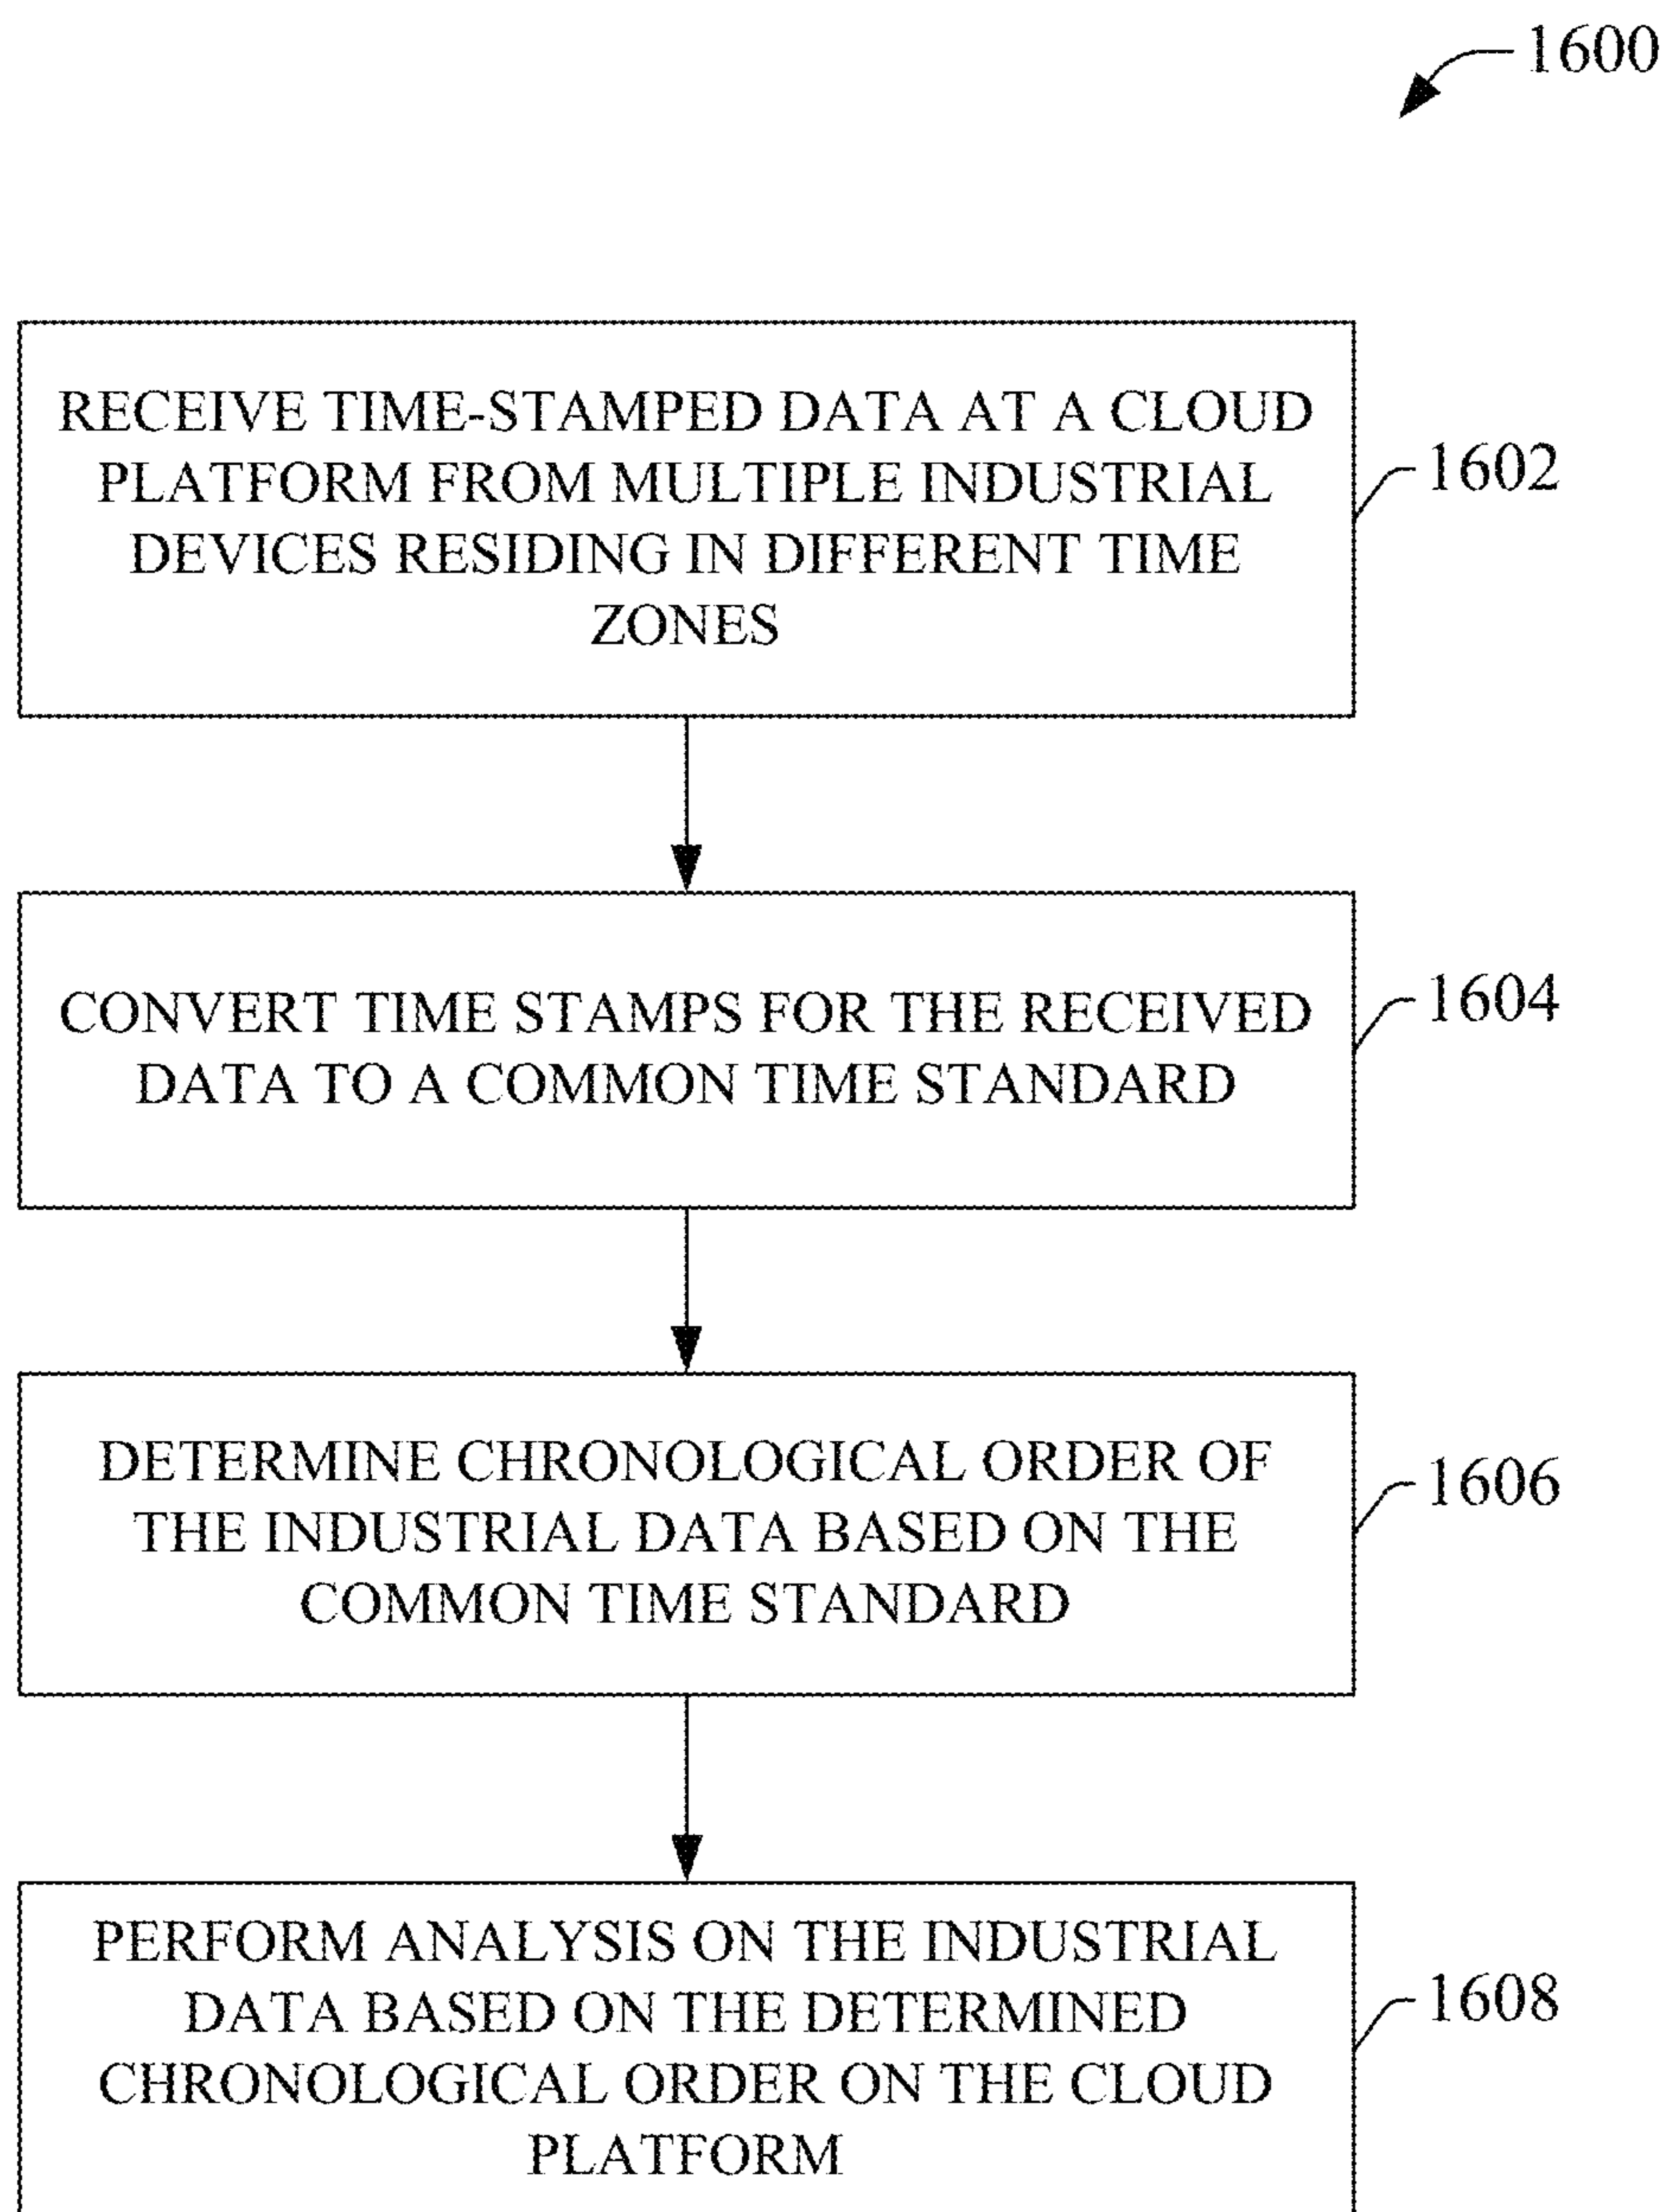 1600
RECEIVE TIME-STAMPED DATA AT A CLOUD
PLATFORM FROM MULTIPLE INDUSTRIAL
DEVICES RESIDING IN DIFFERENT TIME
ZONES
1602
CONVERT TIME STAMPS FOR THE RECEIVED
DATA TO A COMMON TIME STANDARD
1604
DETERMINE CHRONOLOGICAL ORDER OF
THE INDUSTRIAL DATA BASED ON THE
COMMON TIME STANDARD
1606
PERFORM ANALYSIS ON THE INDUSTRIAL
DATA BASED ON THE DETERMINED
CHRONOLOGICAL ORDER ON THE CLOUD
PLATFORM
1608